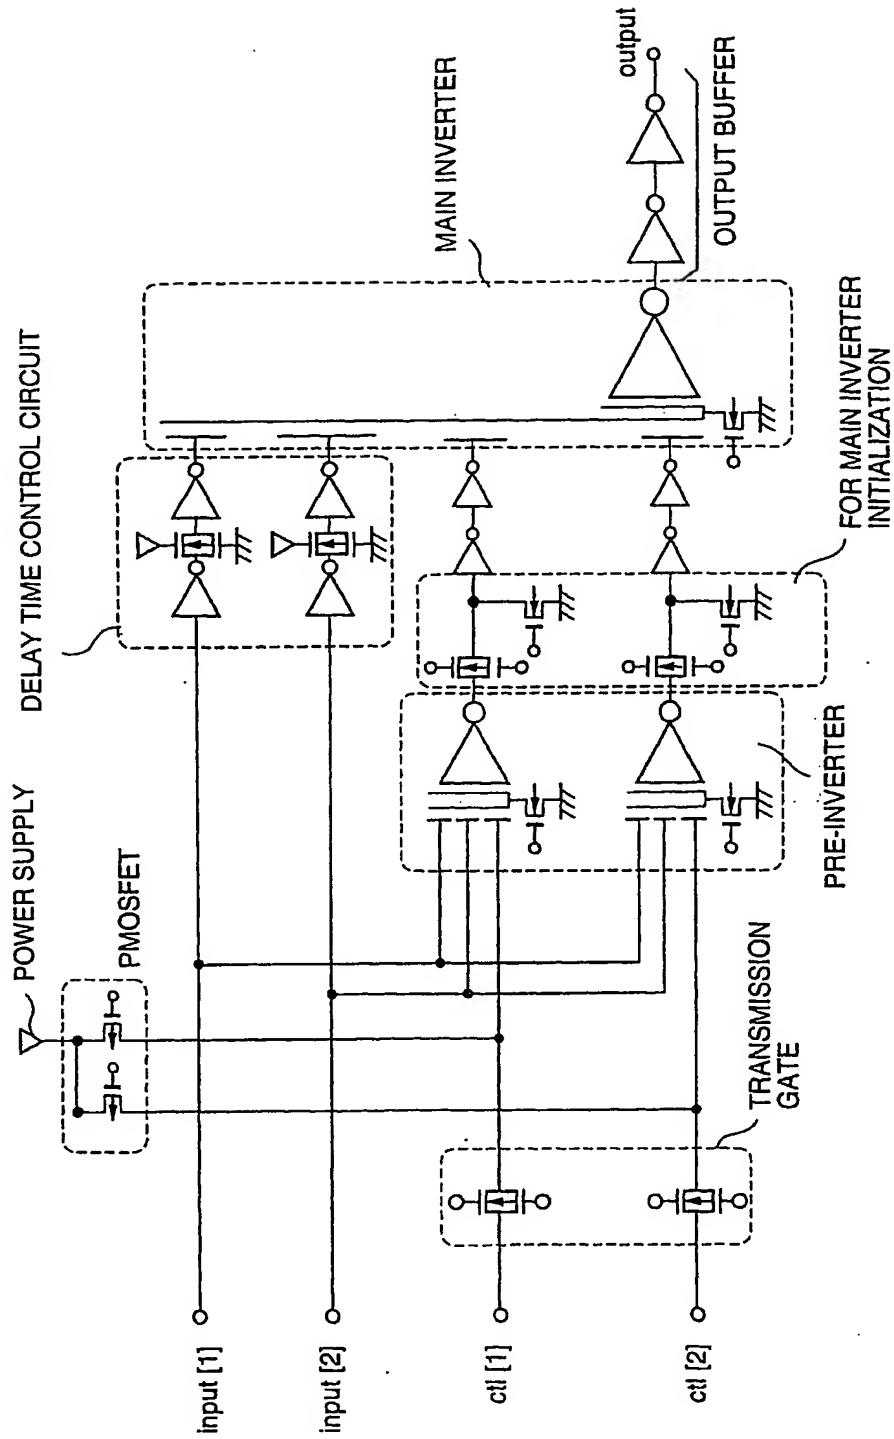 POWER SUPPLY
PMOSFET
DELAY TIME CONTROL CIRCUIT
MAIN INVERTER
output
OUTPUT BUFFER
FOR MAIN INVERTER
INITIALIZATION
PRE-INVERTER
TRANSMISSION
GATE
input [1]
input [2]
ctl [1]
ctl [2]